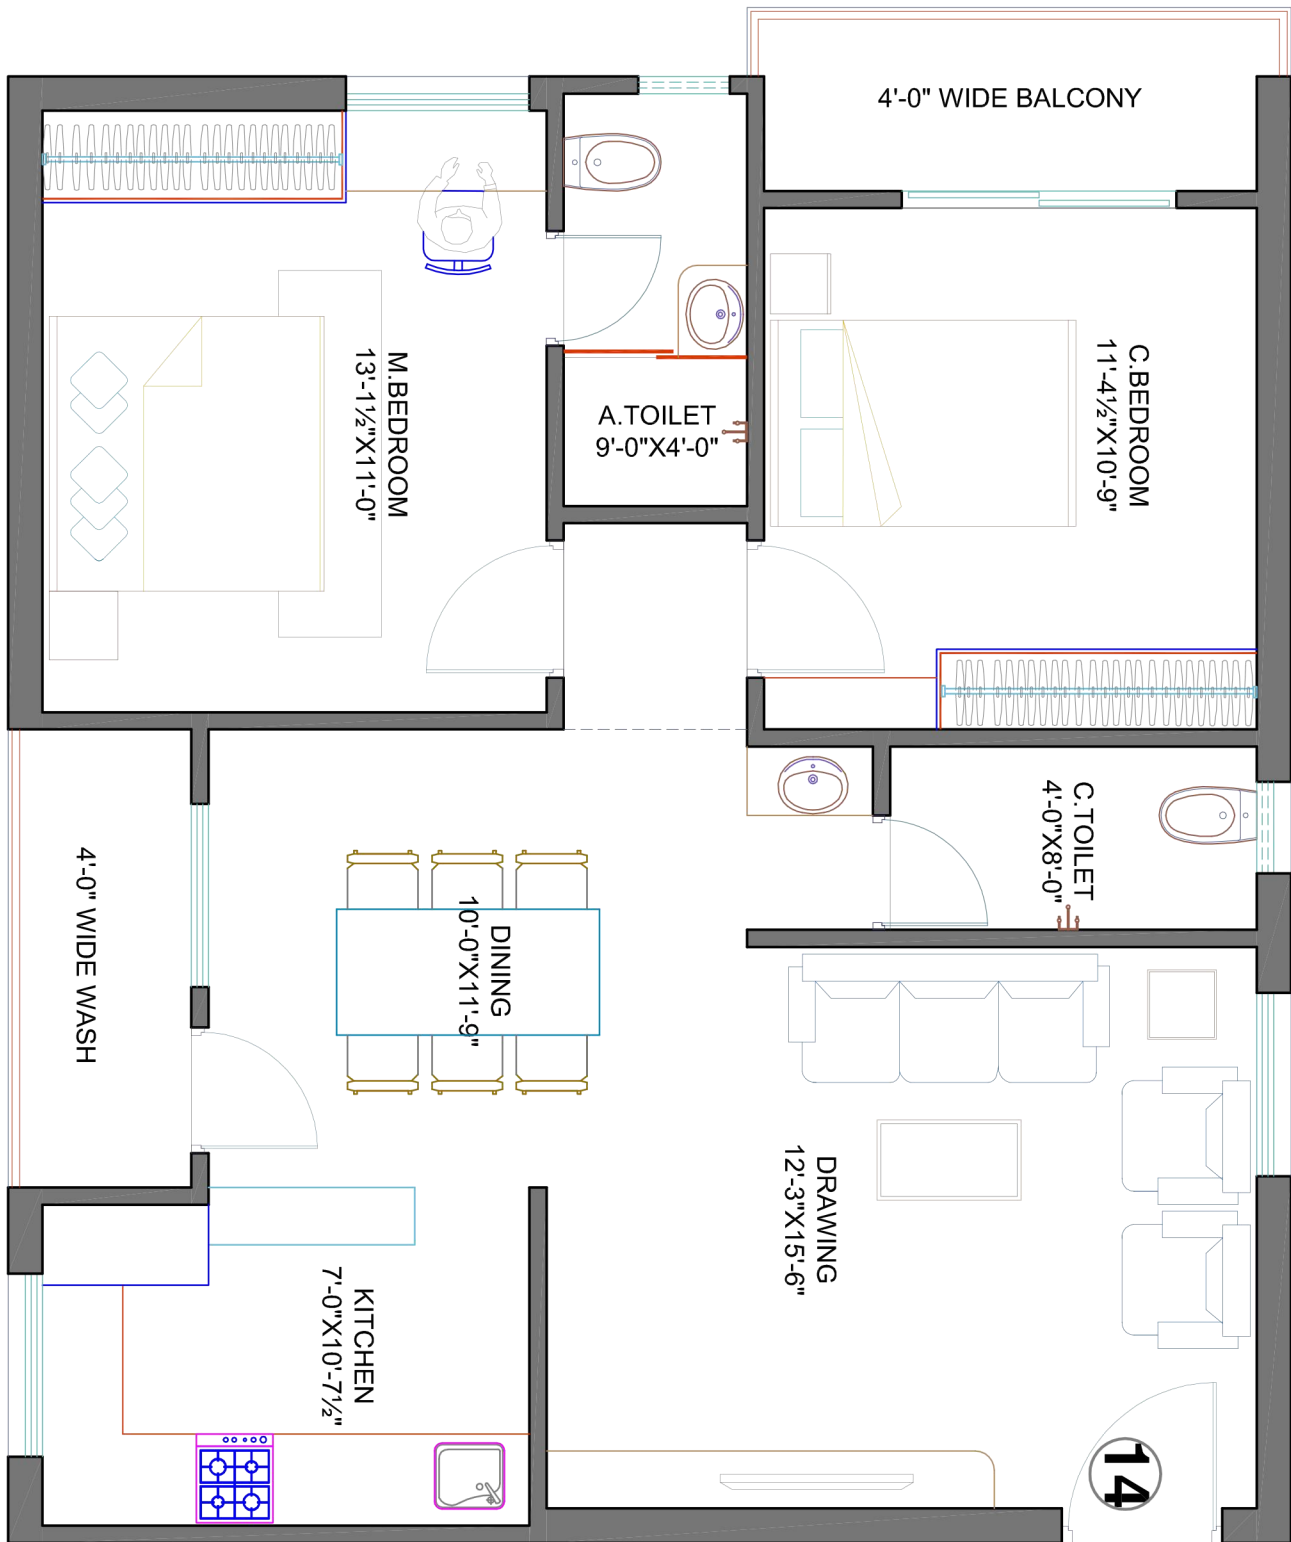 4'-0" WIDE BALCONY
M.BEDROOM
13'-1½"X11'-0"
C.BEDROOM
11'-4½"X10'-9"
A.TOILET
9'-0"X4'-0"
C.TOILET
4'-0"X8'-0"
4'-0" WIDE WASH
DINING
10'-0"X11'-9"
DRAWING
12'-3"X15'-6"
KITCHEN
7'-0"X10'-7½"
14